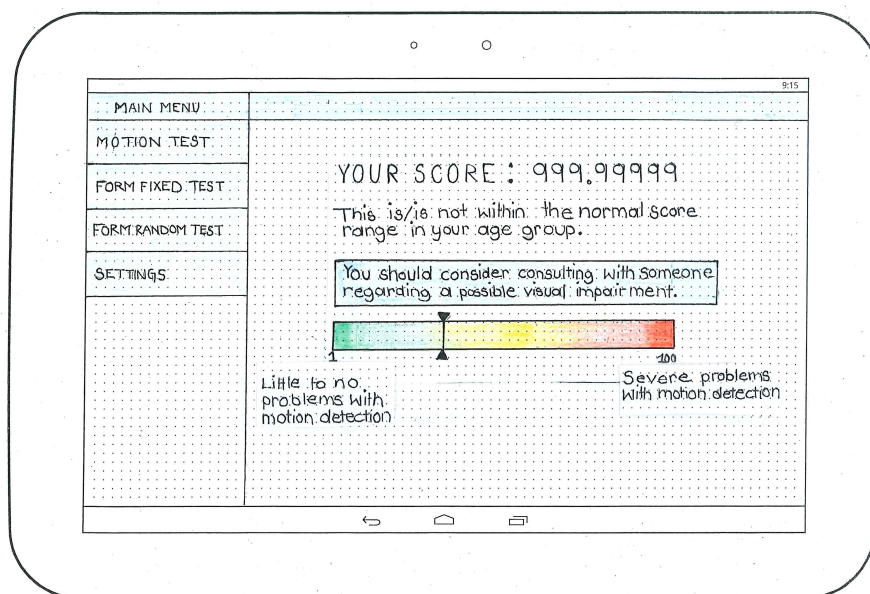 9:15
MAIN MENU
MOTION TEST
FORM FIXED TEST
FORM RANDOM TEST
SETTINGS
YOUR SCORE: 999.99999
This is/is not within the normal score
range in your age group.
You should consider consulting with someone
regarding a possible visual impairment.
1
100
Little to no
problems with
motion detection
Severe problems
with motion detection